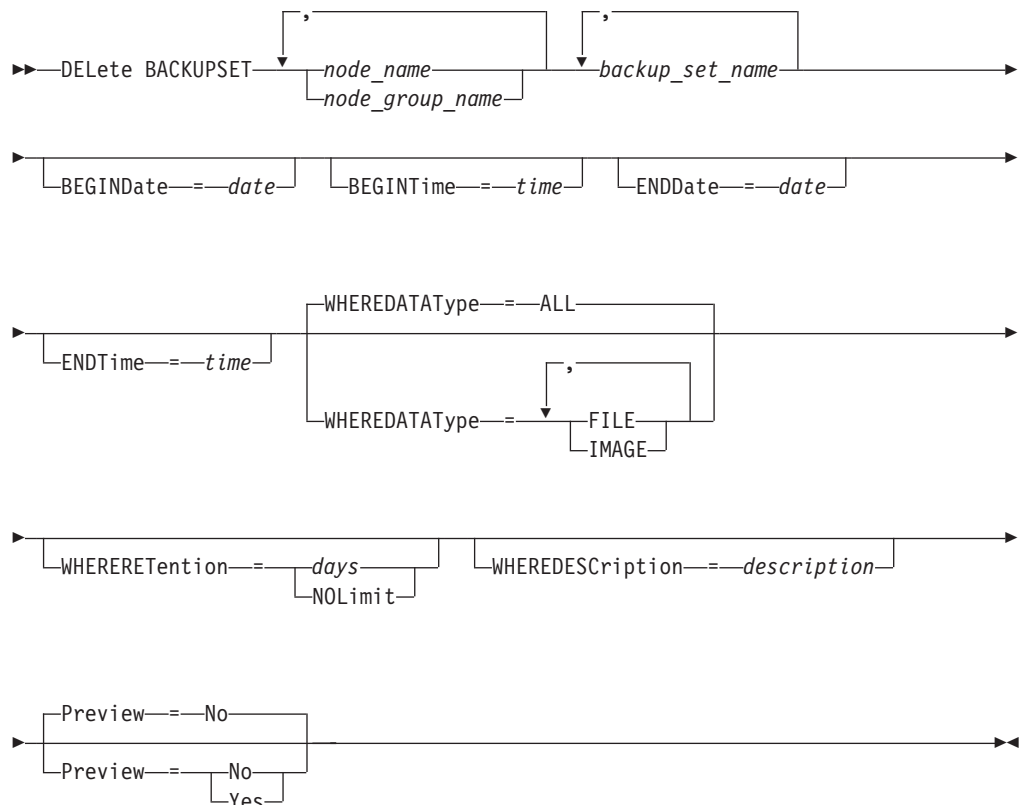 , ,
DELete BACKUPSET node_name backup_set_name
node_group_name
BEGINDate = date BEGINTime = time ENDDate = date
WHEREDATAType = ALL
ENDTime = time
,
WHEREDATAType = FILE
IMAGE
WHERERETention = days WHEREDESCription = description
NOLimit
Preview = No
Preview = No
Yes